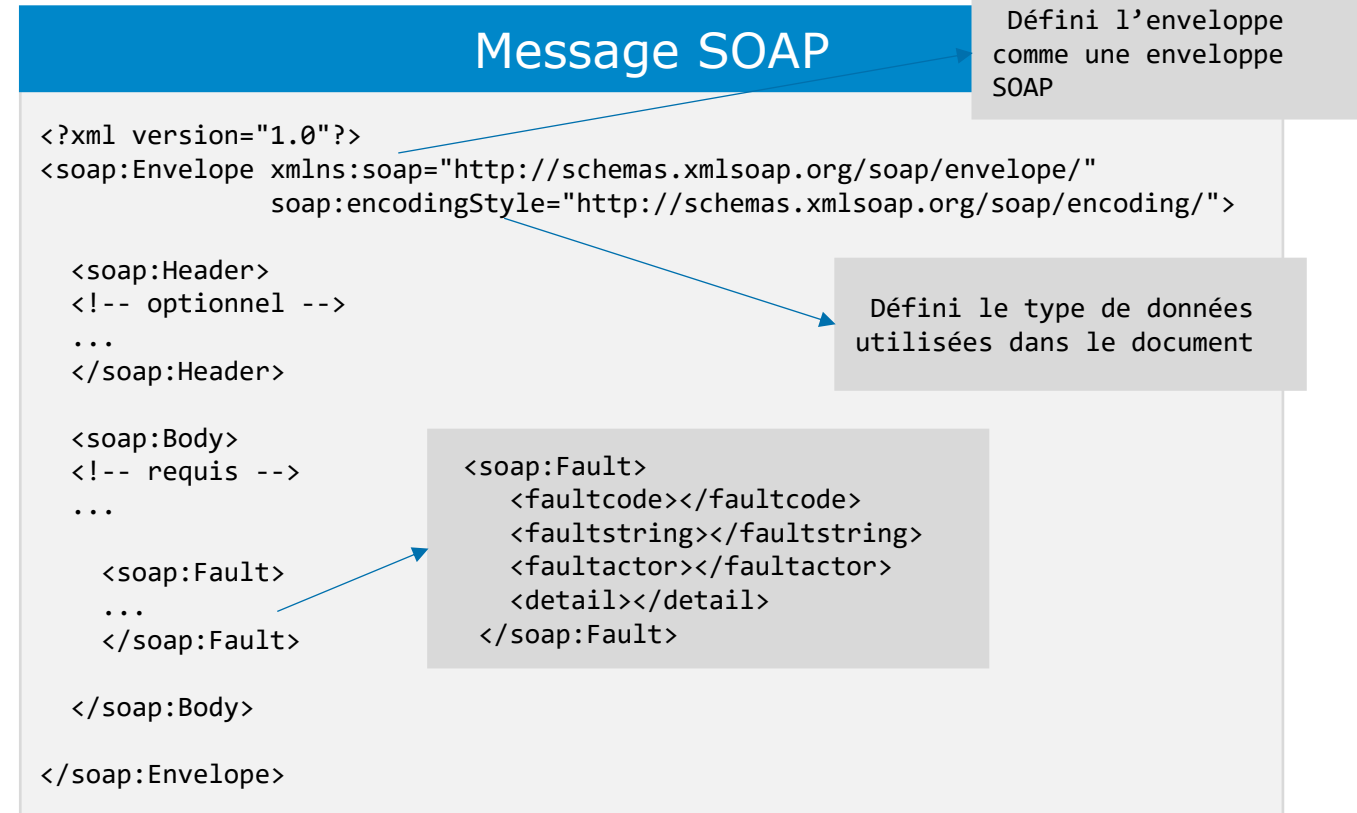 Message SOAP
Défini l’enveloppe
comme une enveloppe
SOAP
<?xml version="1.0"?>
<soap:Envelope xmlns:soap="http://schemas.xmlsoap.org/soap/envelope/"
soap:encodingStyle="http://schemas.xmlsoap.org/soap/encoding/">
<soap:Header>
<!-- optionnel -->
...
</soap:Header>
Défini le type de données
utilisées dans le document
<soap:Body>
<!-- requis -->
...
<soap:Fault>
...
</soap:Fault>
<soap:Fault>
<faultcode></faultcode>
<faultstring></faultstring>
<faultactor></faultactor>
<detail></detail>
</soap:Fault>
</soap:Body>
</soap:Envelope>